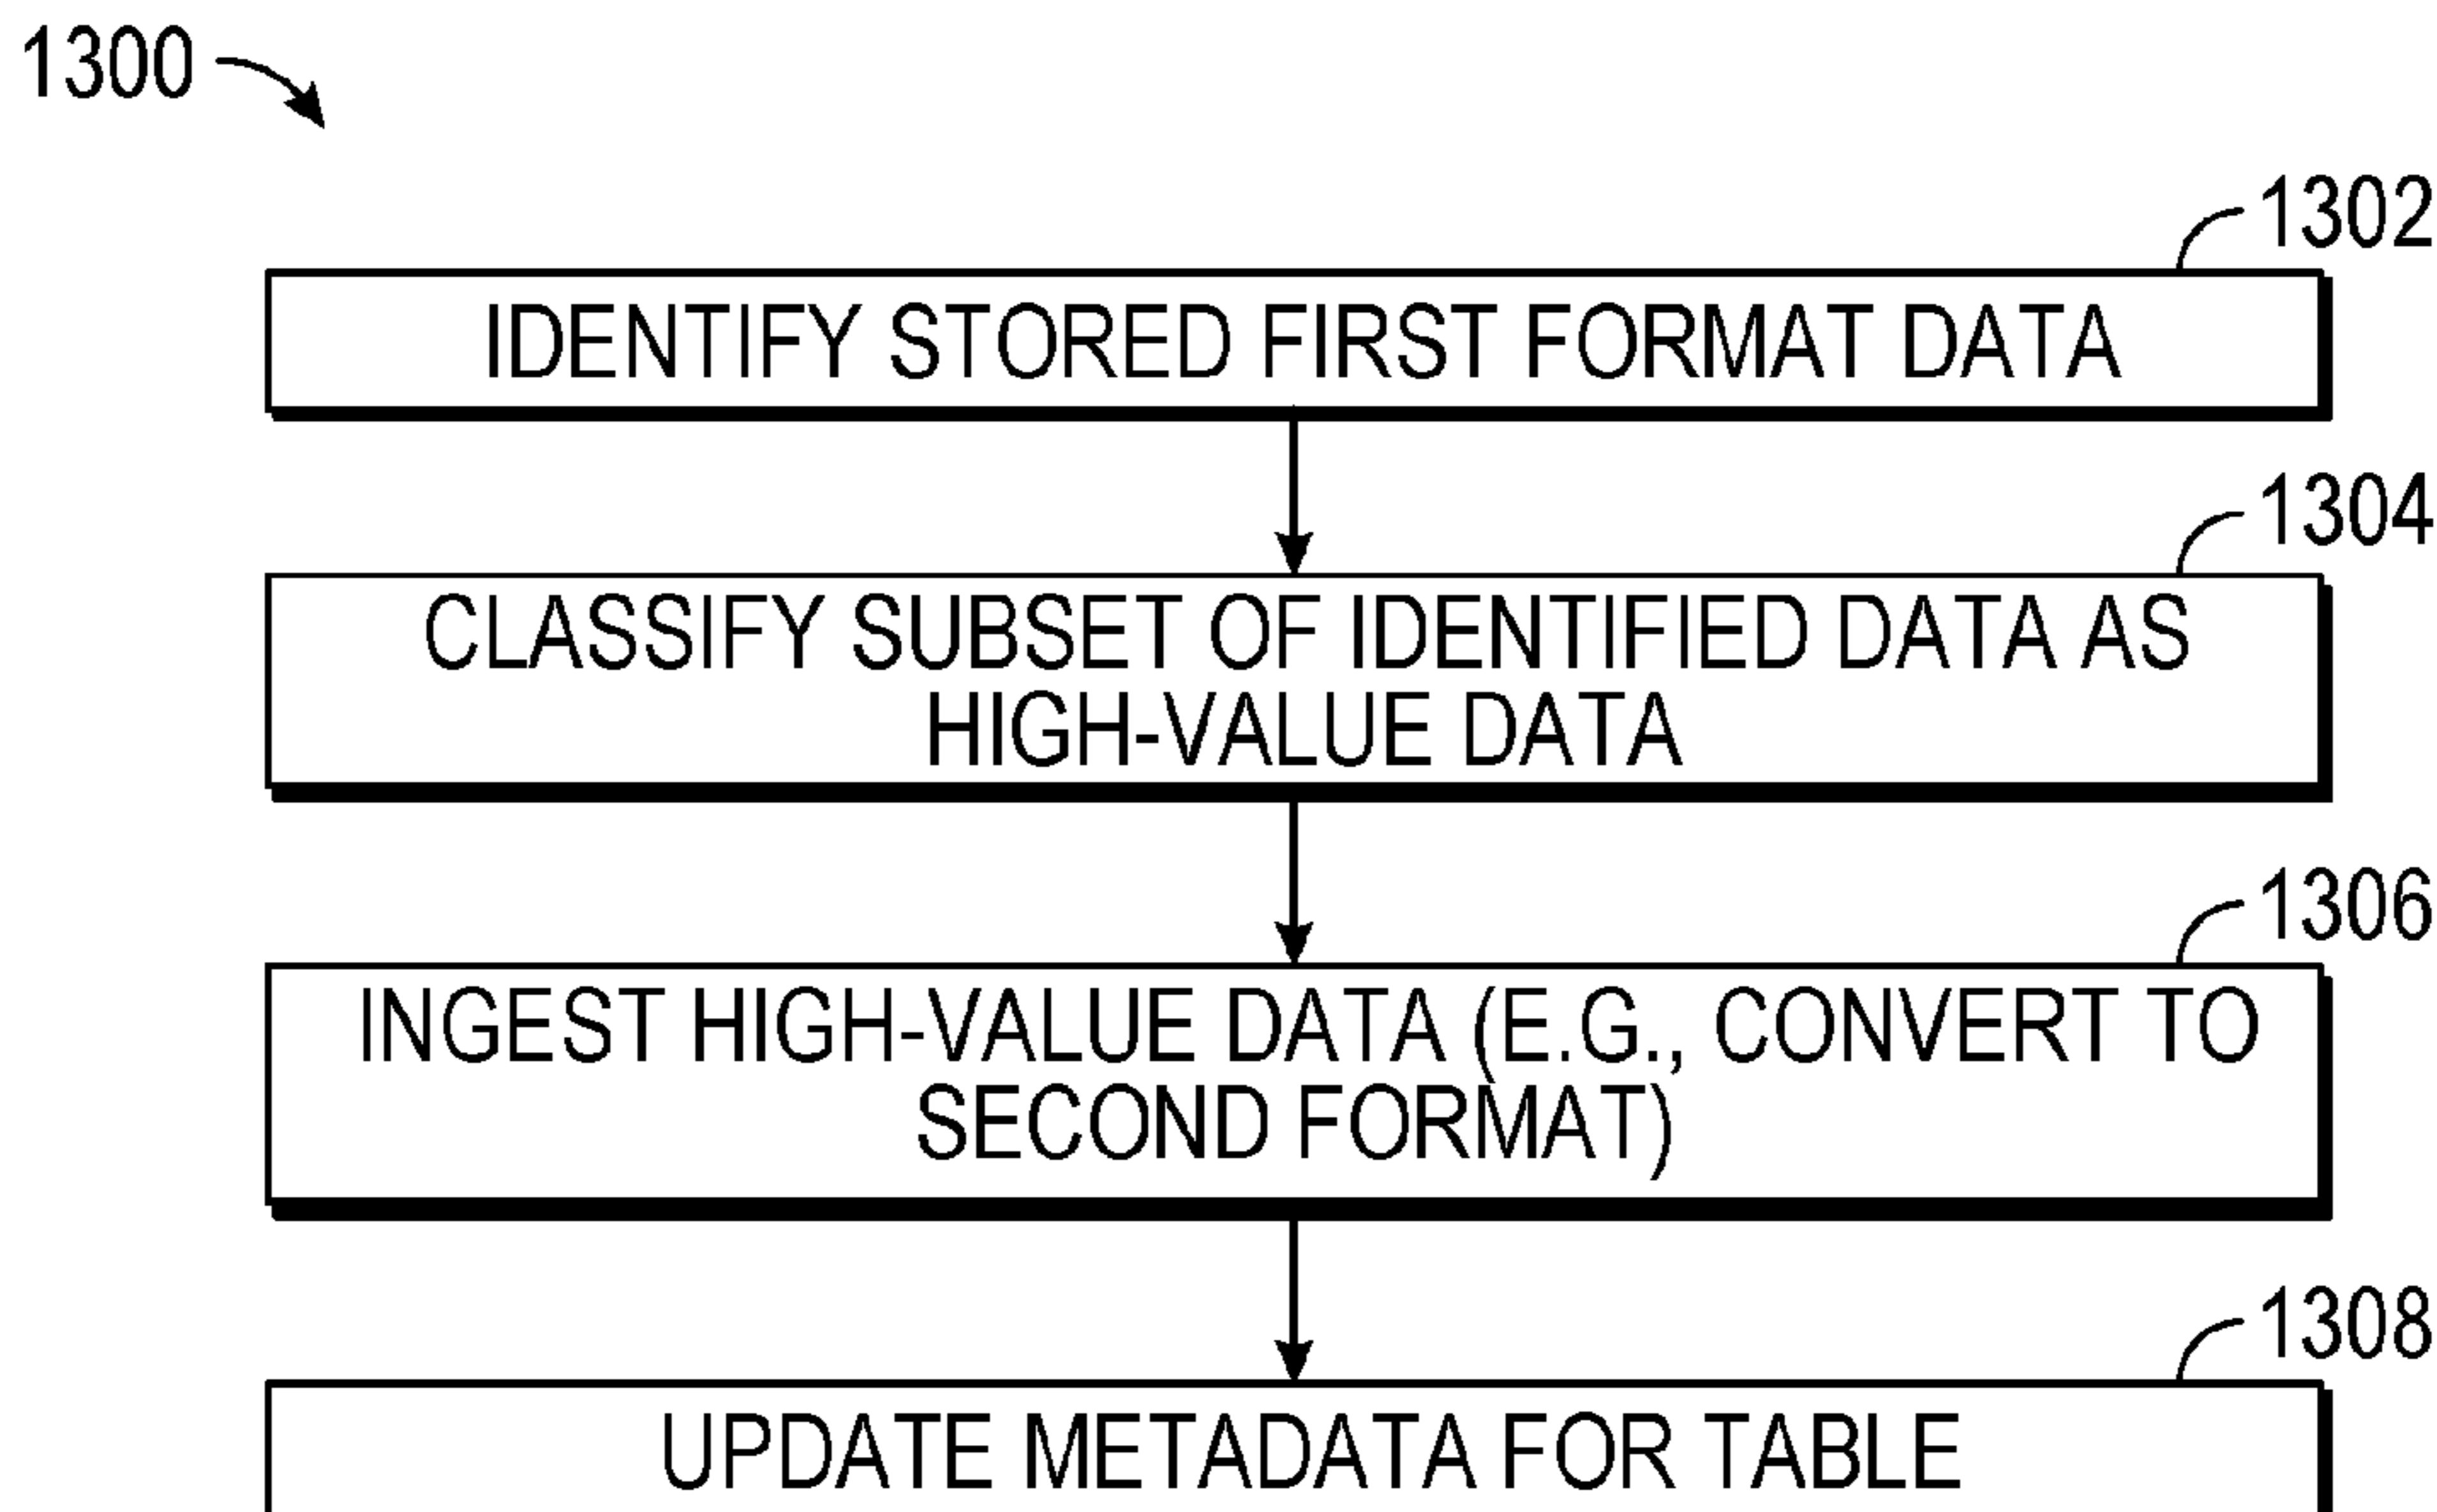 1300
1302
IDENTIFY STORED FIRST FORMAT DATA
1304
CLASSIFY SUBSET OF IDENTIFIED DATA AS
HIGH-VALUE DATA
1306
INGEST HIGH-VALUE DATA (E.G., CONVERT TO
SECOND FORMAT)
1308
UPDATE METADATA FOR TABLE